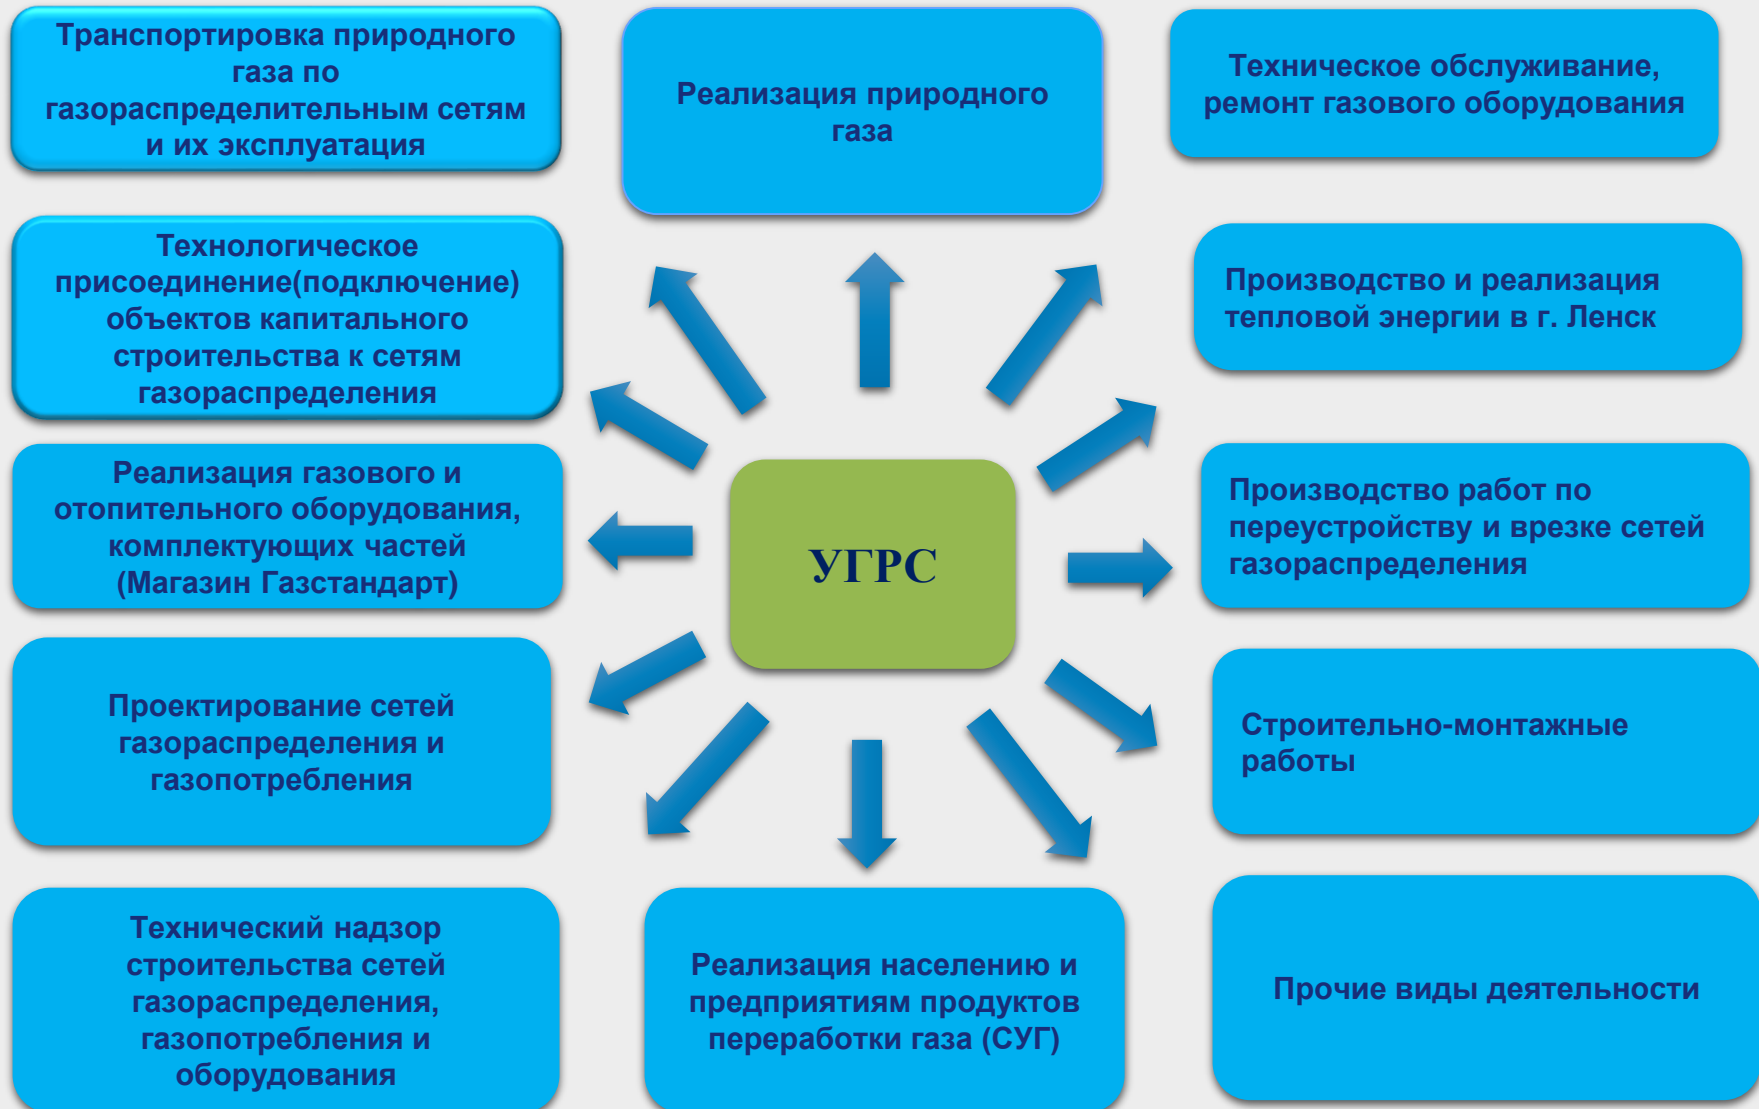 Транспортировка природного
газа по
газораспределительным сетям
и их эксплуатация
Реализация природного
газа
Техническое обслуживание,
ремонт газового оборудования
Технологическое
присоединение(подключение)
объектов капитального
строительства к сетям
газораспределения
Производство и реализация
тепловой энергии в г. Ленск
Реализация газового и
отопительного оборудования,
комплектующих частей
(Магазин Газстандарт)
УГРС
Производство работ по
переустройству и врезке сетей
газораспределения
Проектирование сетей
газораспределения и
газопотребления
Строительно-монтажные
работы
Технический надзор
строительства сетей
газораспределения,
газопотребления и
оборудования
Реализация населению и
предприятиям продуктов
переработки газа (СУГ)
Прочие виды деятельности